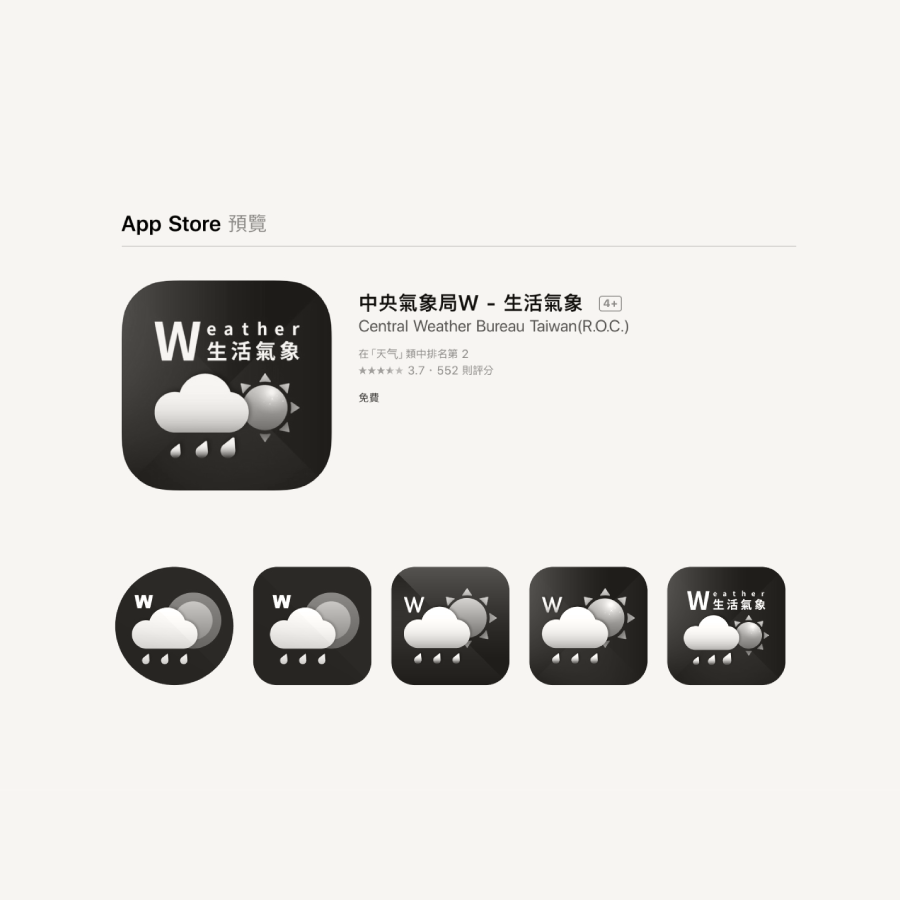 App Store 預覽
Weather
生活氣象
中央氣象局W - 生活氣象 4+
Central Weather Bureau Taiwan(R.O.C.)
在「天气」類中排名第 2
★★★★★ 3.7・552 則評分
免費
W
W
W
W
Weather
生活氣象